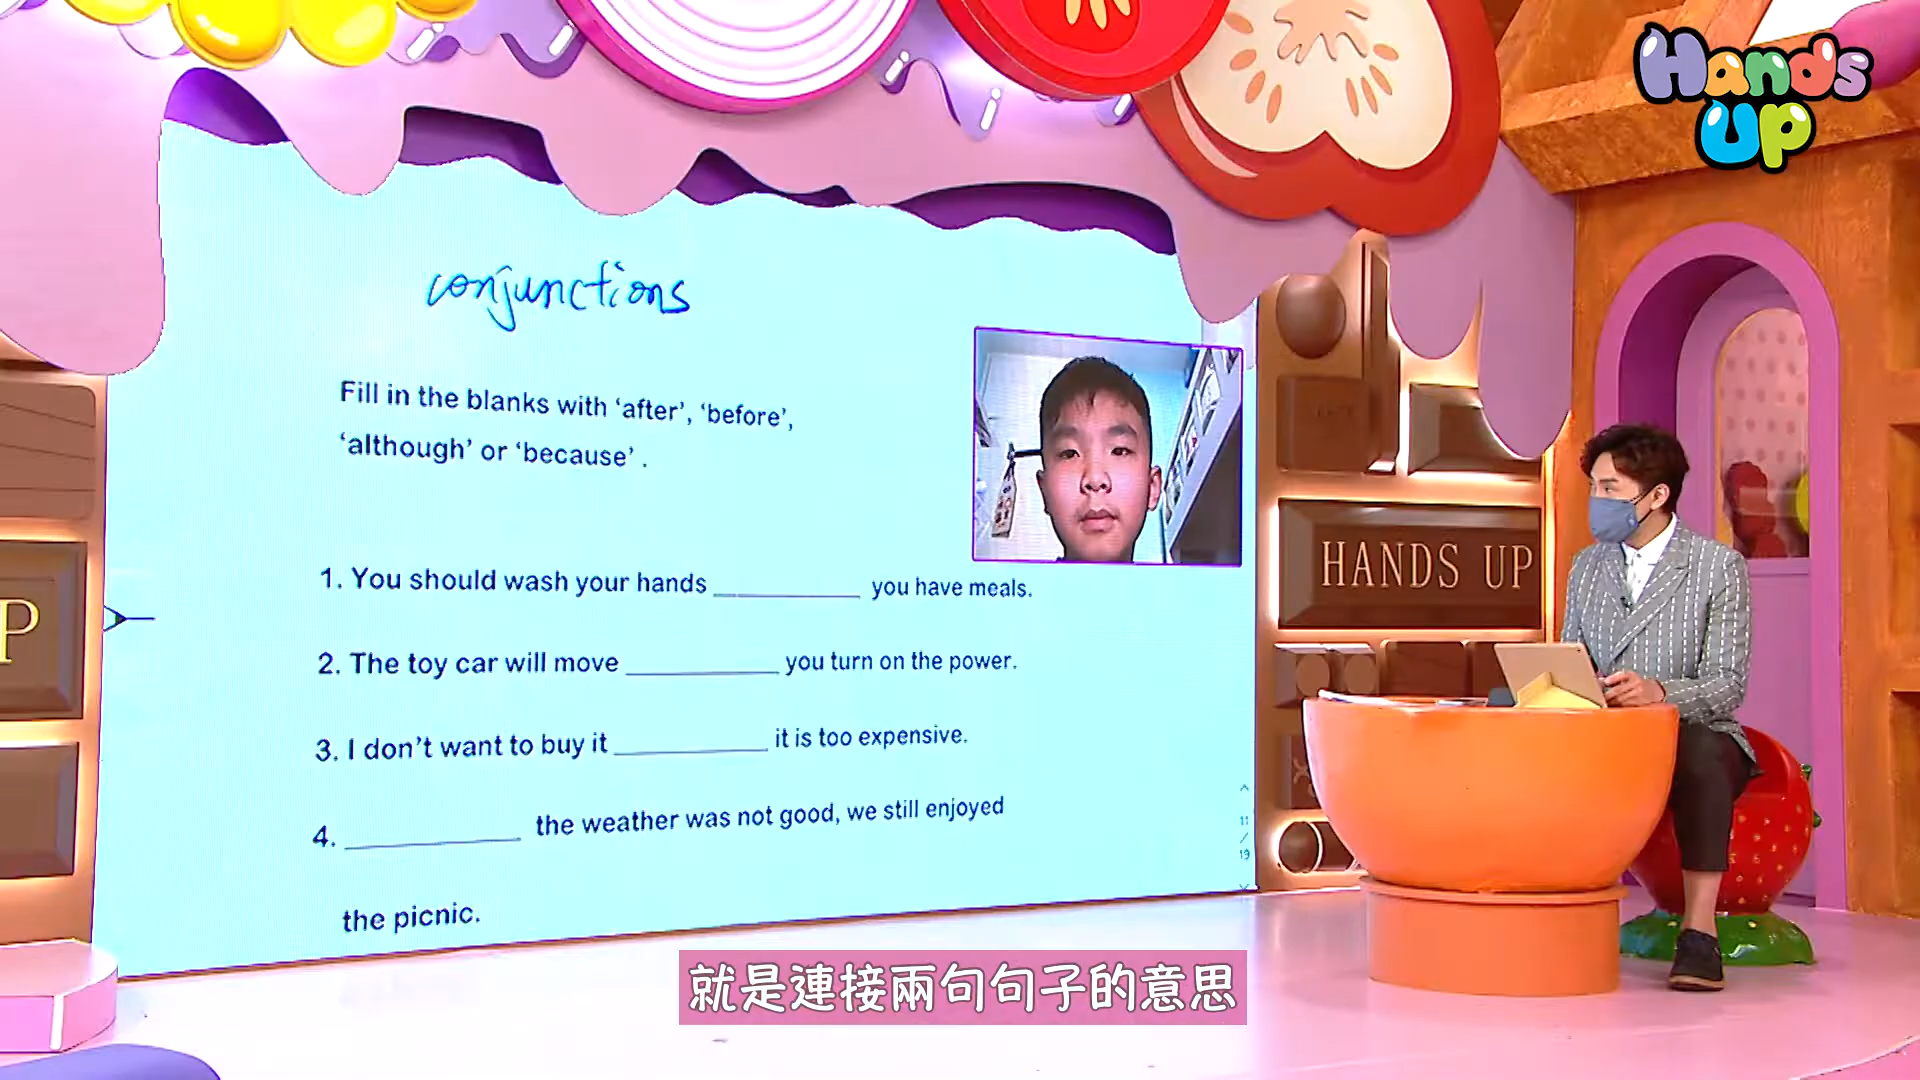 Hands
Up
conjunctions
Fill in the blanks with ‘after’, ‘before’,
‘although’ or ‘because’ .
1. You should wash your hands __________ you have meals.
2. The toy car will move __________ you turn on the power.
3. I don’t want to buy it __________ it is too expensive.
4. __________ the weather was not good, we still enjoyed
the picnic.
HANDS UP
P
11
/
19
就是連接兩句句子的意思